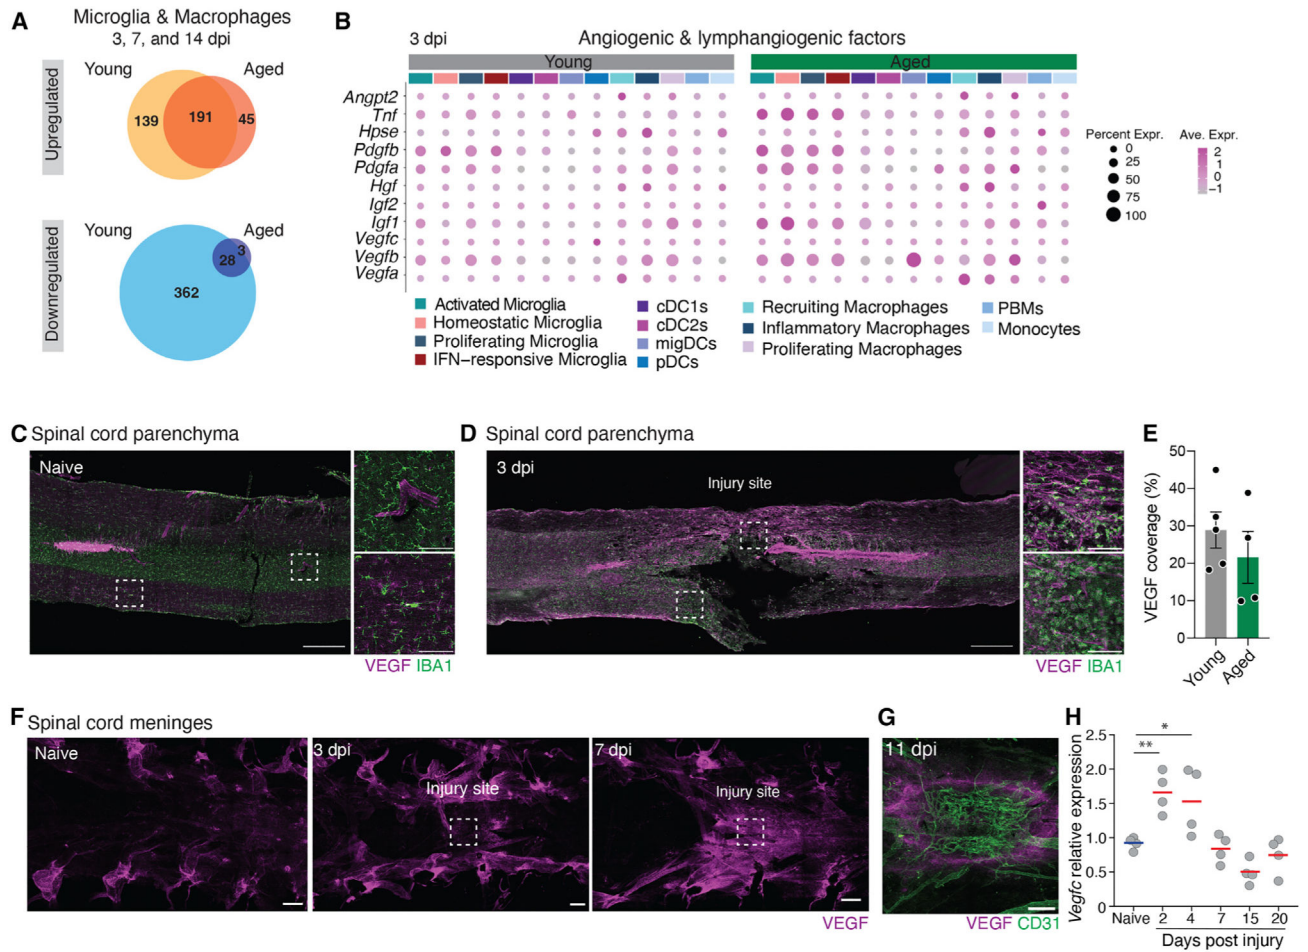 A
Microglia & Macrophages
3, 7, and 14 dpi
Upregulated
Young
Aged
139
191
45
Downregulated
Young
Aged
362
28
3
B
3 dpi
Angiogenic & lymphangiogenic factors
Young
Aged
Angpt2
Tnf
Hpse
Pdgfb
Pdgfa
Hgf
Igf2
Igf1
Vegfc
Vegfb
Vegfa
Percent Expr.
0
25
50
75
100
Ave. Expr.
2
1
0
−1
Activated Microglia
Homeostatic Microglia
Proliferating Microglia
IFN−responsive Microglia
cDC1s
cDC2s
migDCs
pDCs
Recruiting Macrophages
Inflammatory Macrophages
Proliferating Macrophages
PBMs
Monocytes
C Spinal cord parenchyma
Naive
VEGF IBA1
D Spinal cord parenchyma
3 dpi
Injury site
VEGF IBA1
E
VEGF coverage (%)
50
40
30
20
10
0
Young
Aged
F Spinal cord meninges
Naive
3 dpi
Injury site
7 dpi
Injury site
VEGF
G
11 dpi
VEGF CD31
H
Vegfc relative expression
2.5
2.0
1.5
1.0
0.5
0
*
**
Naive 2 4 7 15 20
Days post injury